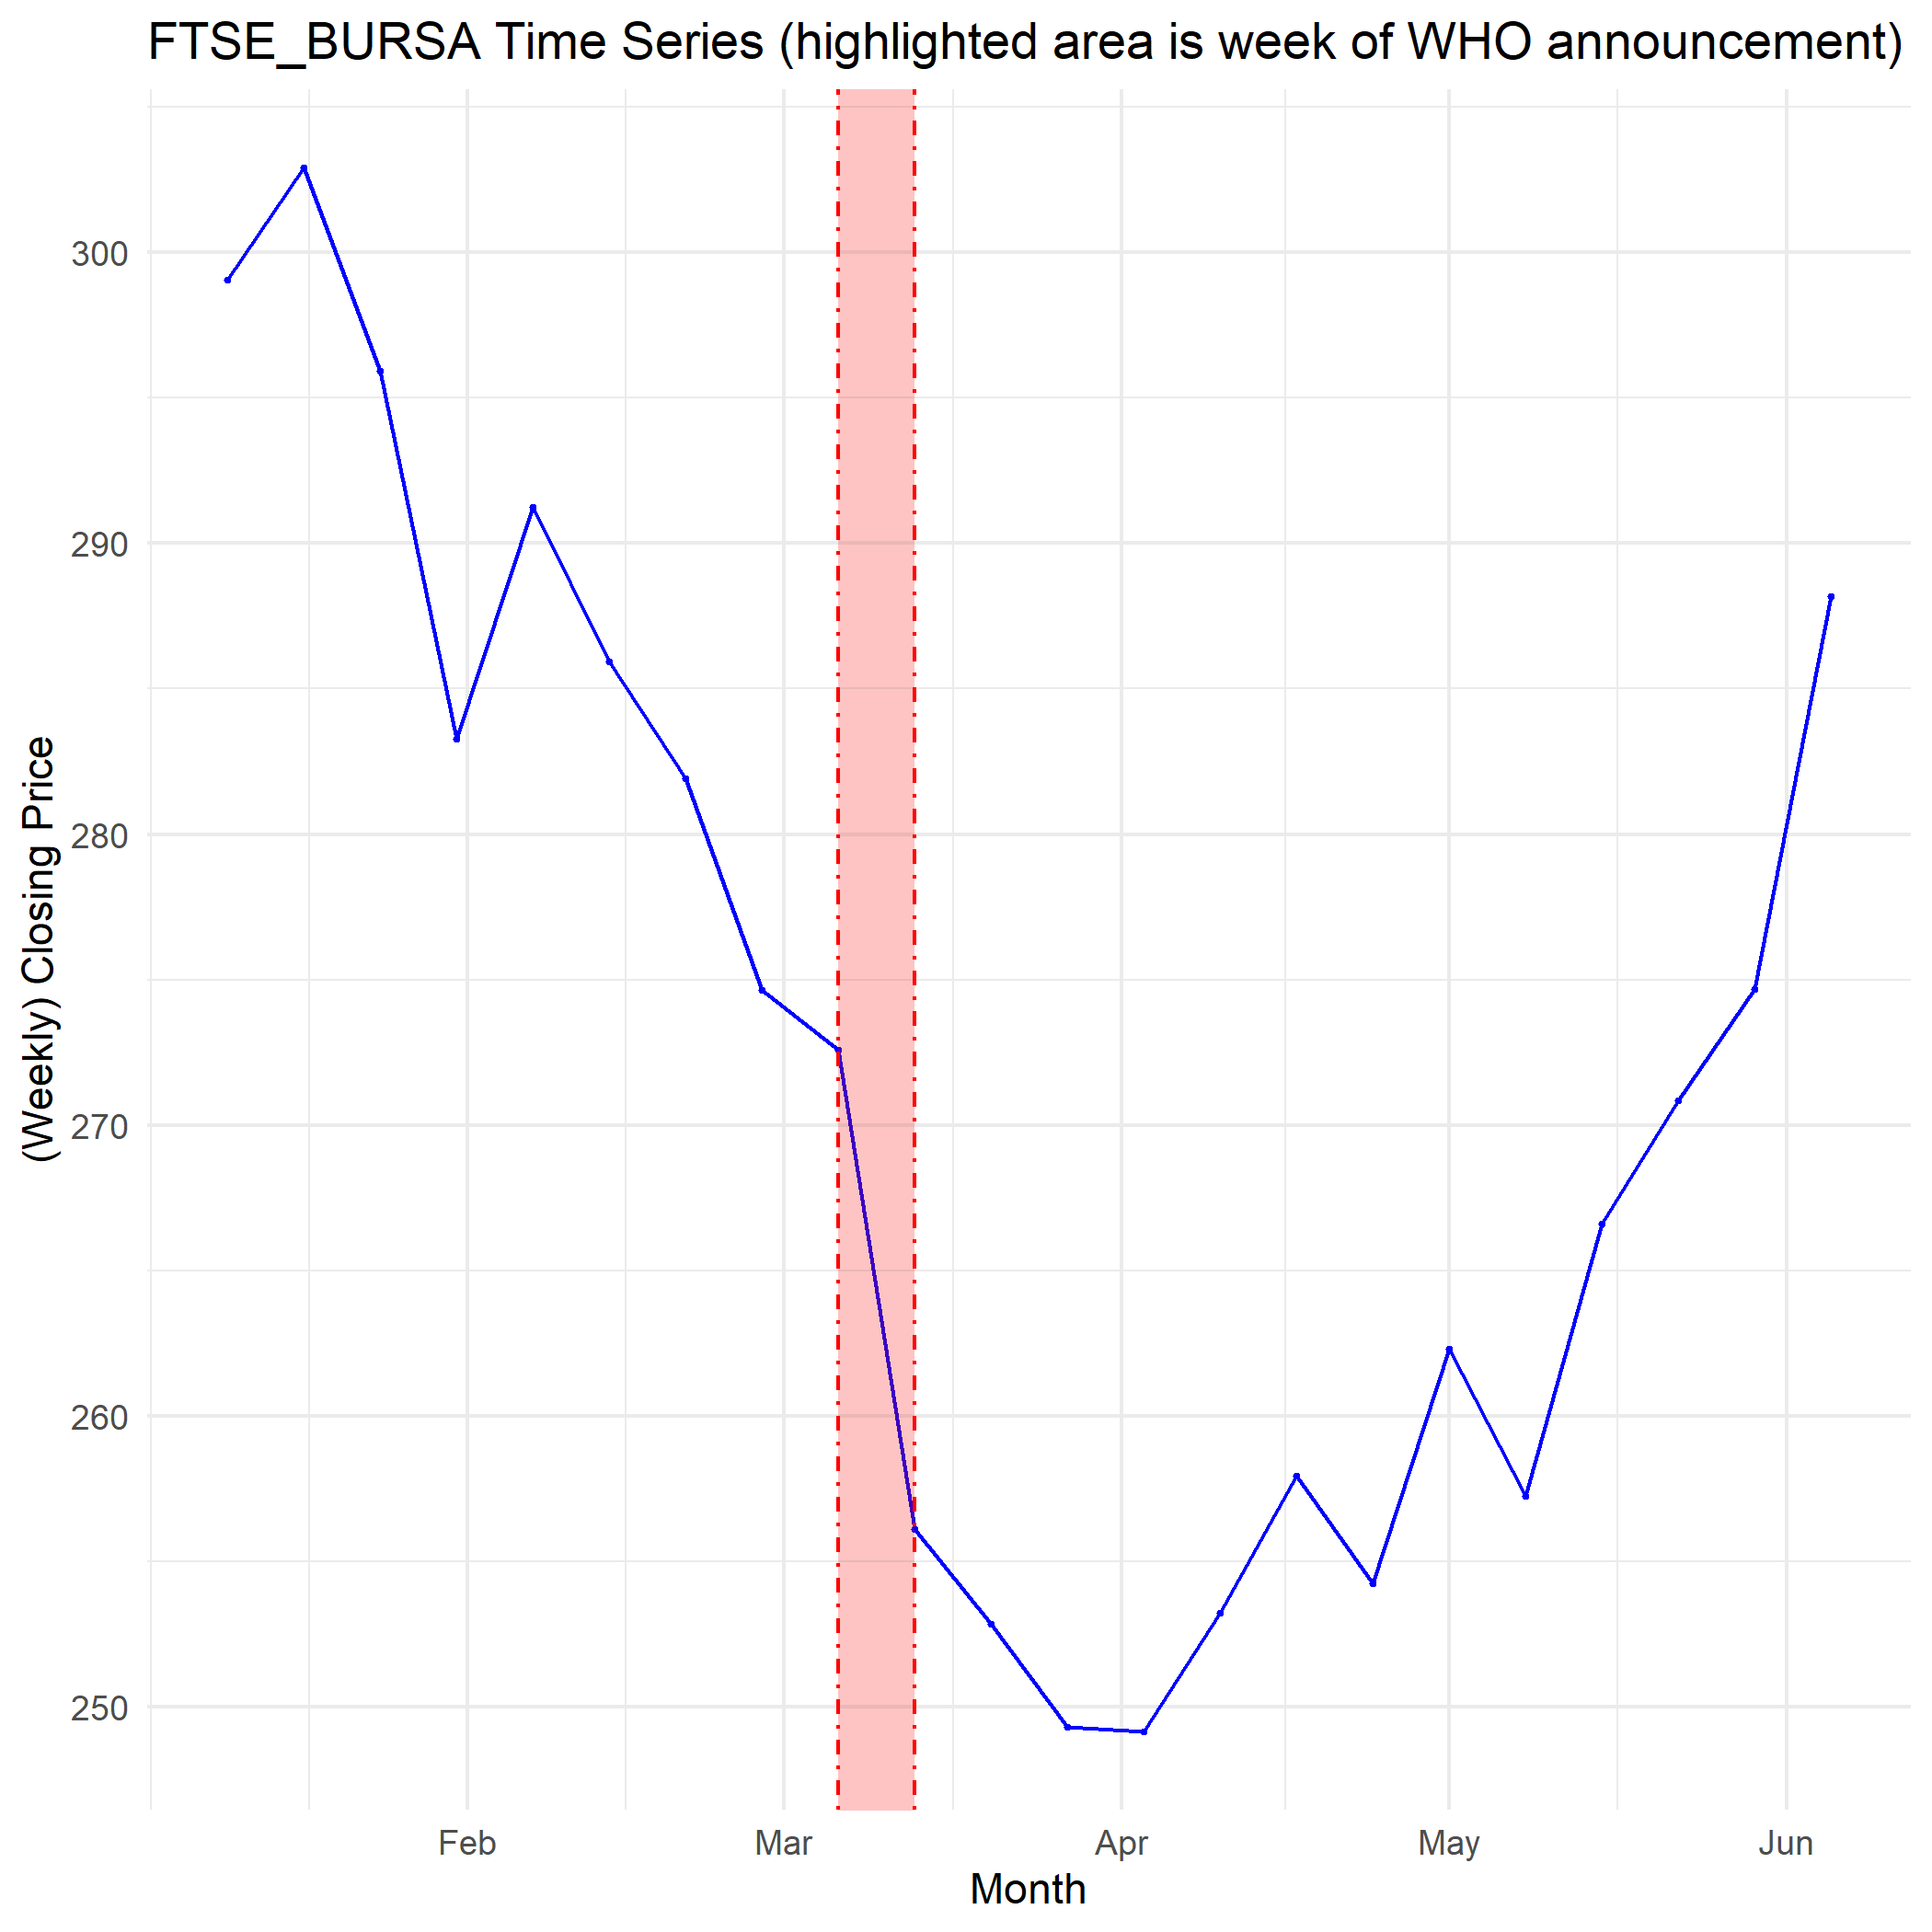 FTSE_BURSA Time Series (highlighted area is week of WHO announcement)
(Weekly) Closing Price
300
290
280
270
260
250
Feb Mar Apr May Jun
Month